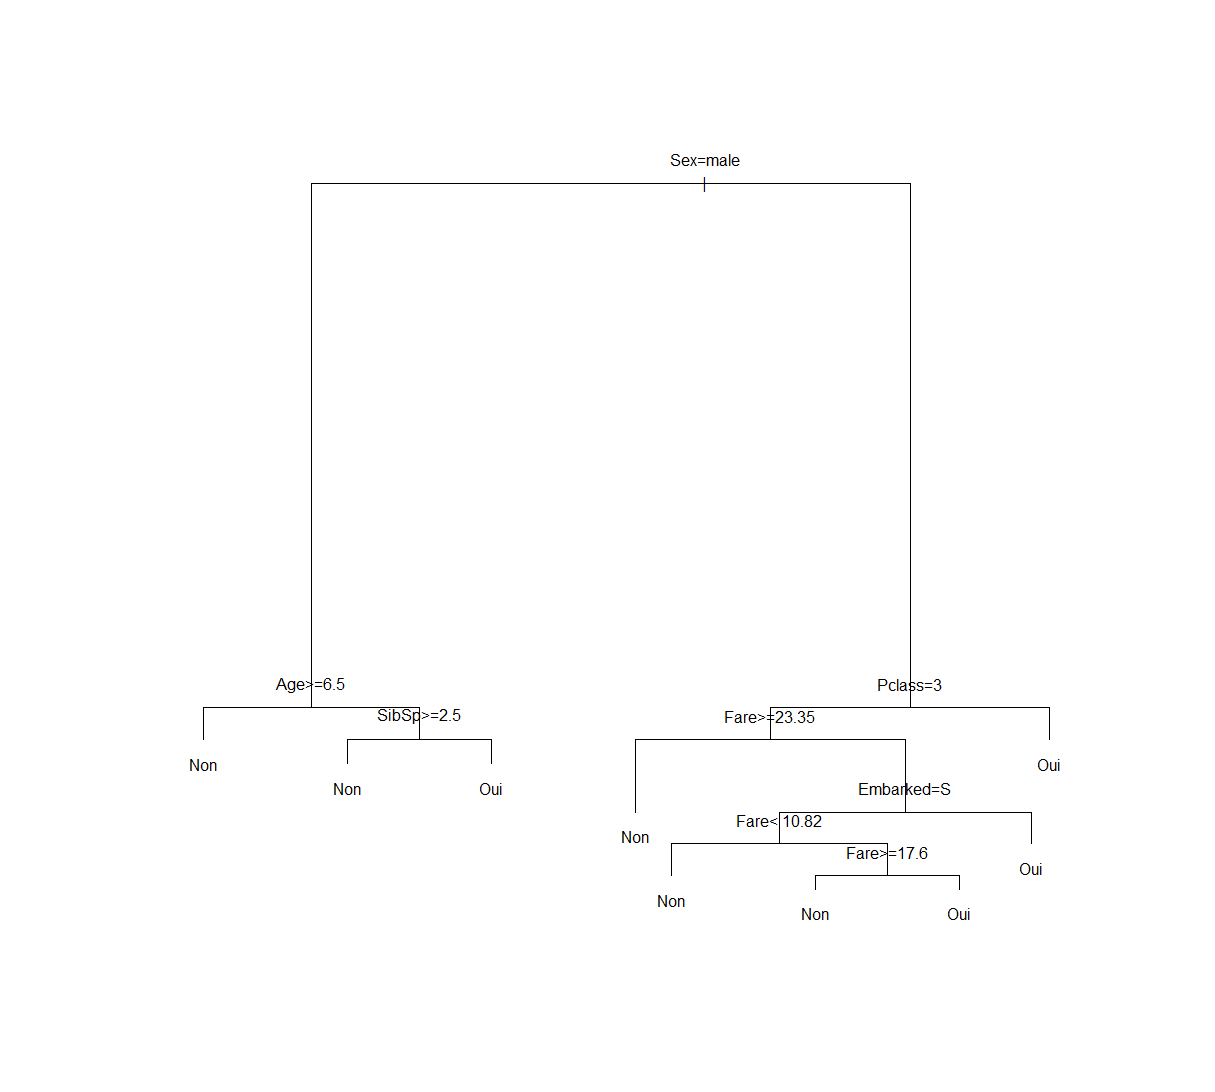 Sex=male
Age>=6.5
Pclass=3
SibSp>=2.5
Fare>=23.35
Non
Oui
Non
Oui
Embarked=S
Fare< 10.82
Non
Fare>=17.6
Oui
Non
Non
Oui